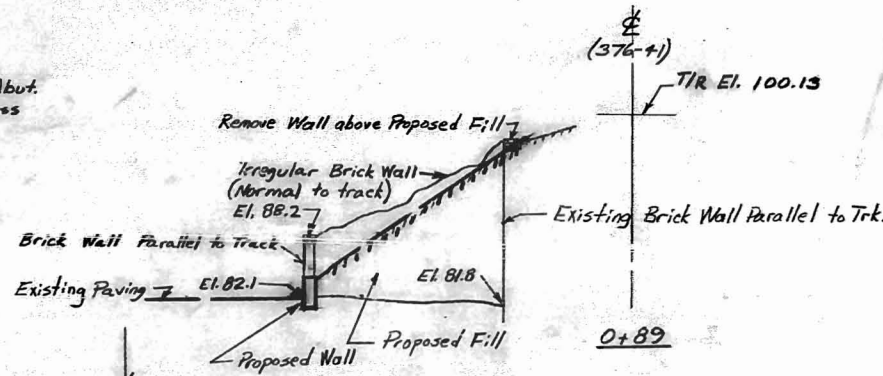 ℄
(376-41)
T/R El. 100.13
but.
Remove Wall above Proposed Fill
Irregular Brick Wall
(Normal to track)
El. 88.2
Existing Brick Wall Parallel to Trk.
Brick Wall Parallel to Track
Existing Paving
El. 82.1
El. 81.8
Proposed Fill
Proposed Wall
0+89